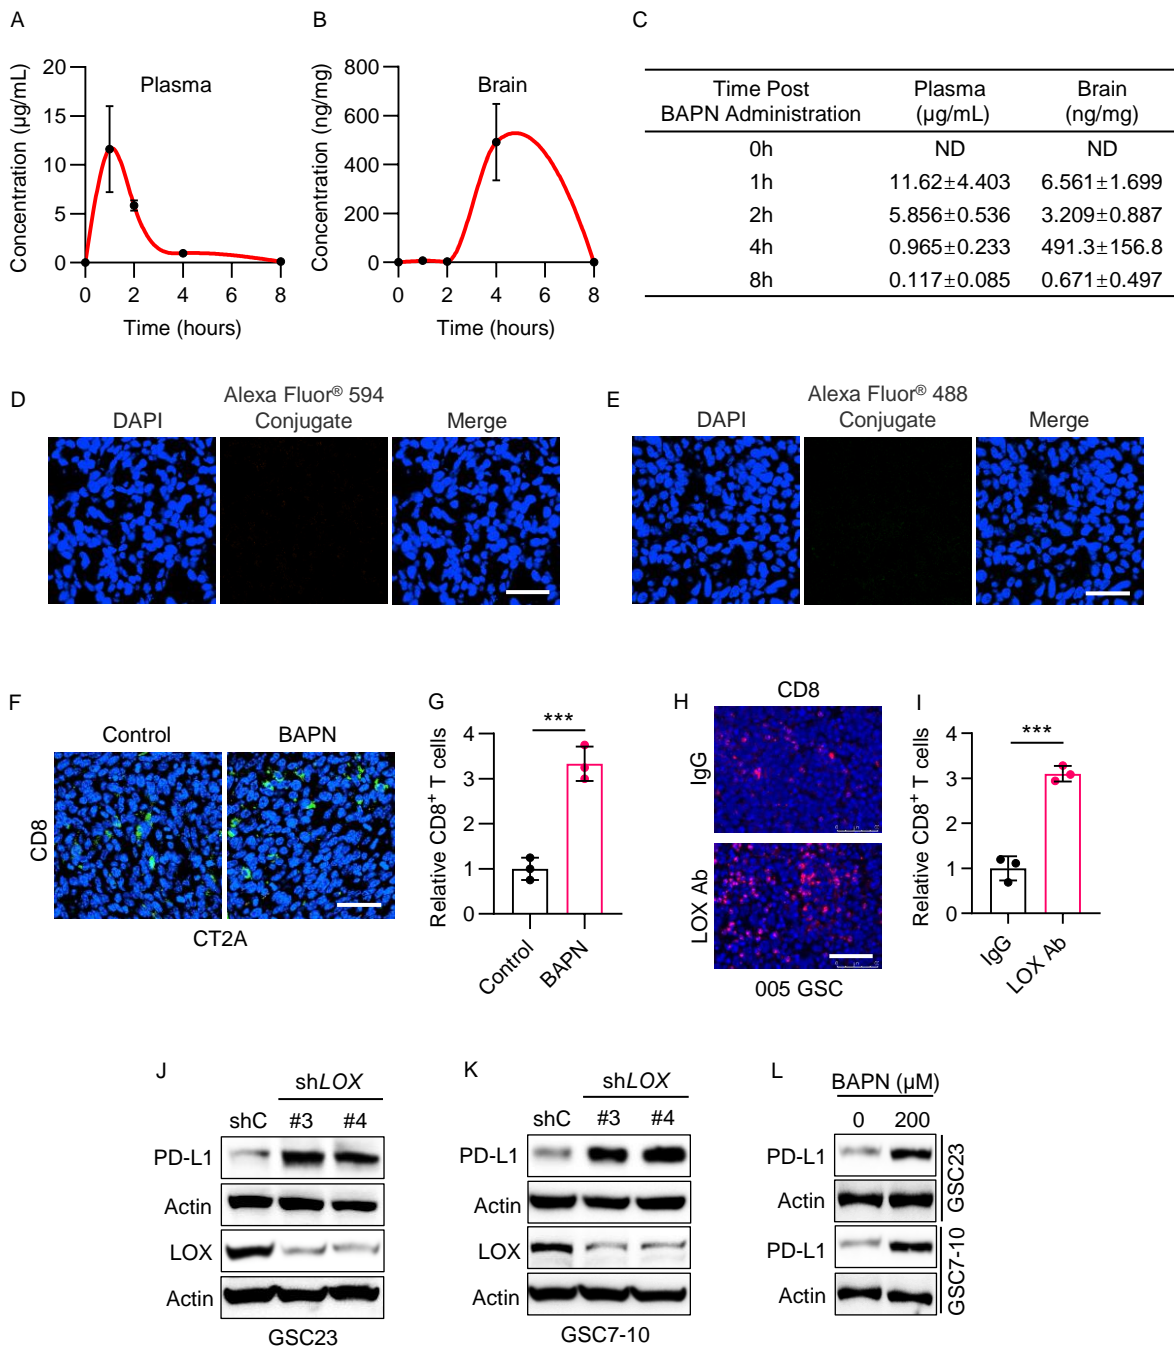 A
B
C
Concentration (µg/mL)
20
15
10
5
0
Plasma
0 2 4 6 8
Time (hours)
Concentration (ng/mg)
800
600
400
200
0
Brain
0 2 4 6 8
Time (hours)
Time Post BAPN Administration Plasma (µg/mL) Brain (ng/mg)
0h ND ND
1h 11.62±4.403 6.561±1.699
2h 5.856±0.536 3.209±0.887
4h 0.965±0.233 491.3±156.8
8h 0.117±0.085 0.671±0.497
D
Alexa Fluor® 594
DAPI Conjugate Merge
E
Alexa Fluor® 488
DAPI Conjugate Merge
F
Control BAPN
CD8
CT2A
G
Relative CD8+ T cells
4
3
2
1
0
***
Control
BAPN
H
CD8
IgG
LOX Ab
005 GSC
I
Relative CD8+ T cells
4
3
2
1
0
***
IgG
LOX Ab
J
shLOX
shC #3 #4
PD-L1
Actin
LOX
Actin
GSC23
K
shLOX
shC #3 #4
PD-L1
Actin
LOX
Actin
GSC7-10
L
BAPN (µM)
0 200
PD-L1
Actin
GSC23
PD-L1
Actin
GSC7-10